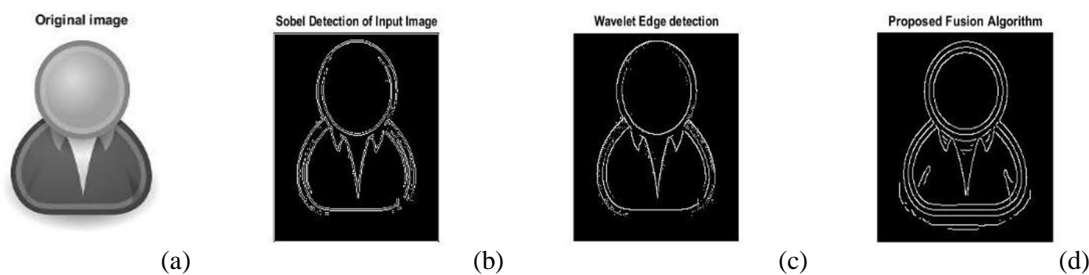 Original image
Sobel Detection of Input Image
Wavelet Edge detection
Proposed Fusion Algorithm
(a)
(b)
(c)
(d)